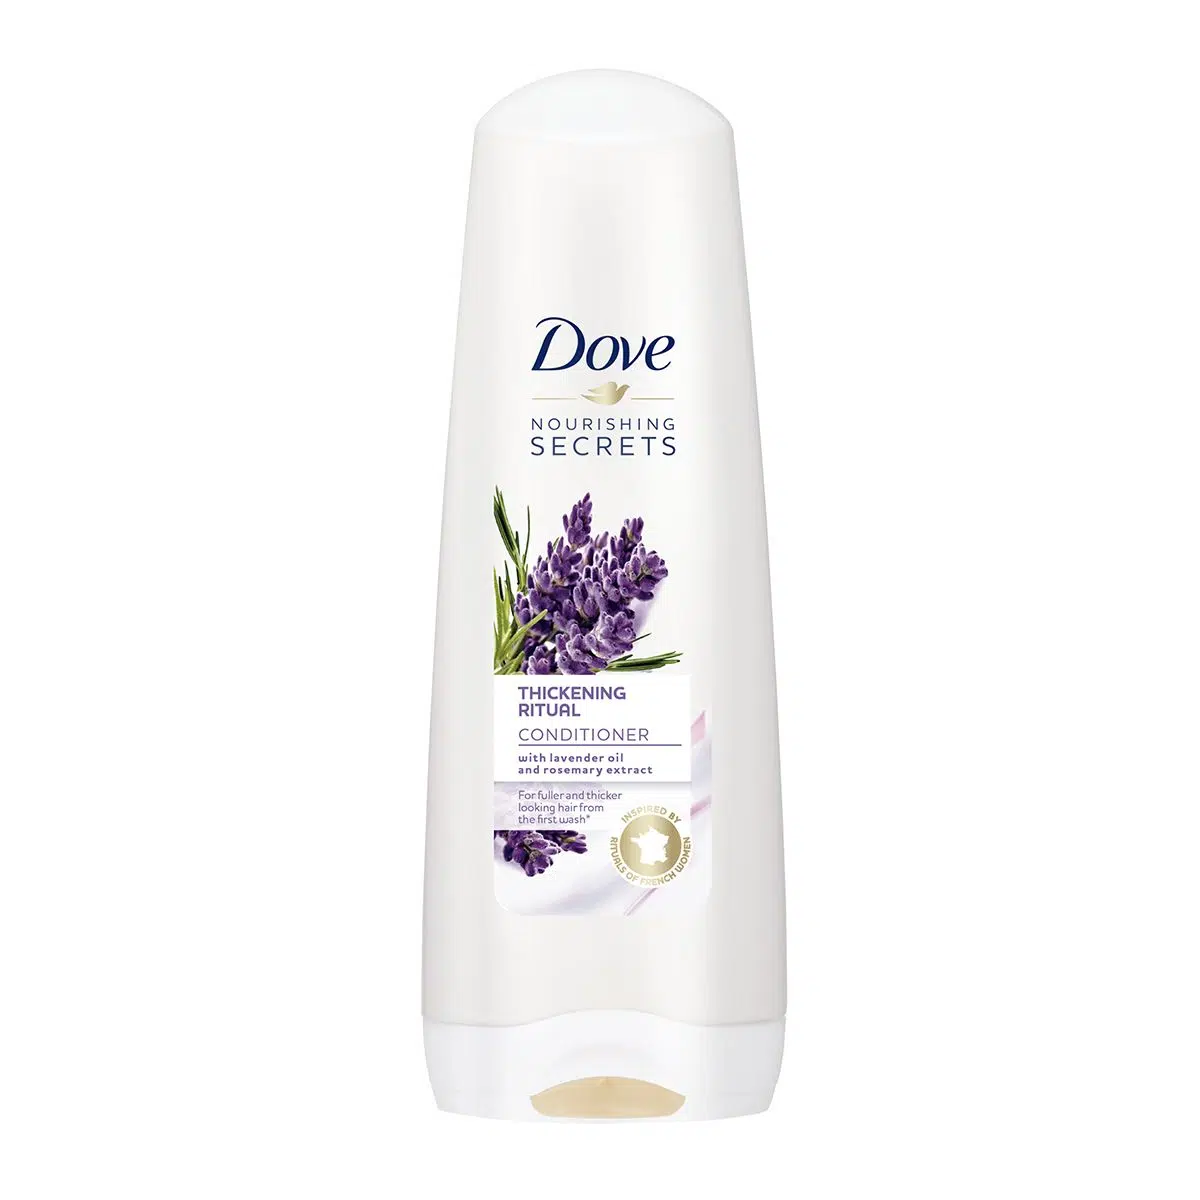 Dove
NOURISHING
SECRETS
THICKENING
RITUAL
CONDITIONER
with lavender oil
and rosemary extract
For fuller and thicker
looking hair from
the first wash*
INSPIRED BY
RITUALS OF FRENCH WOMEN